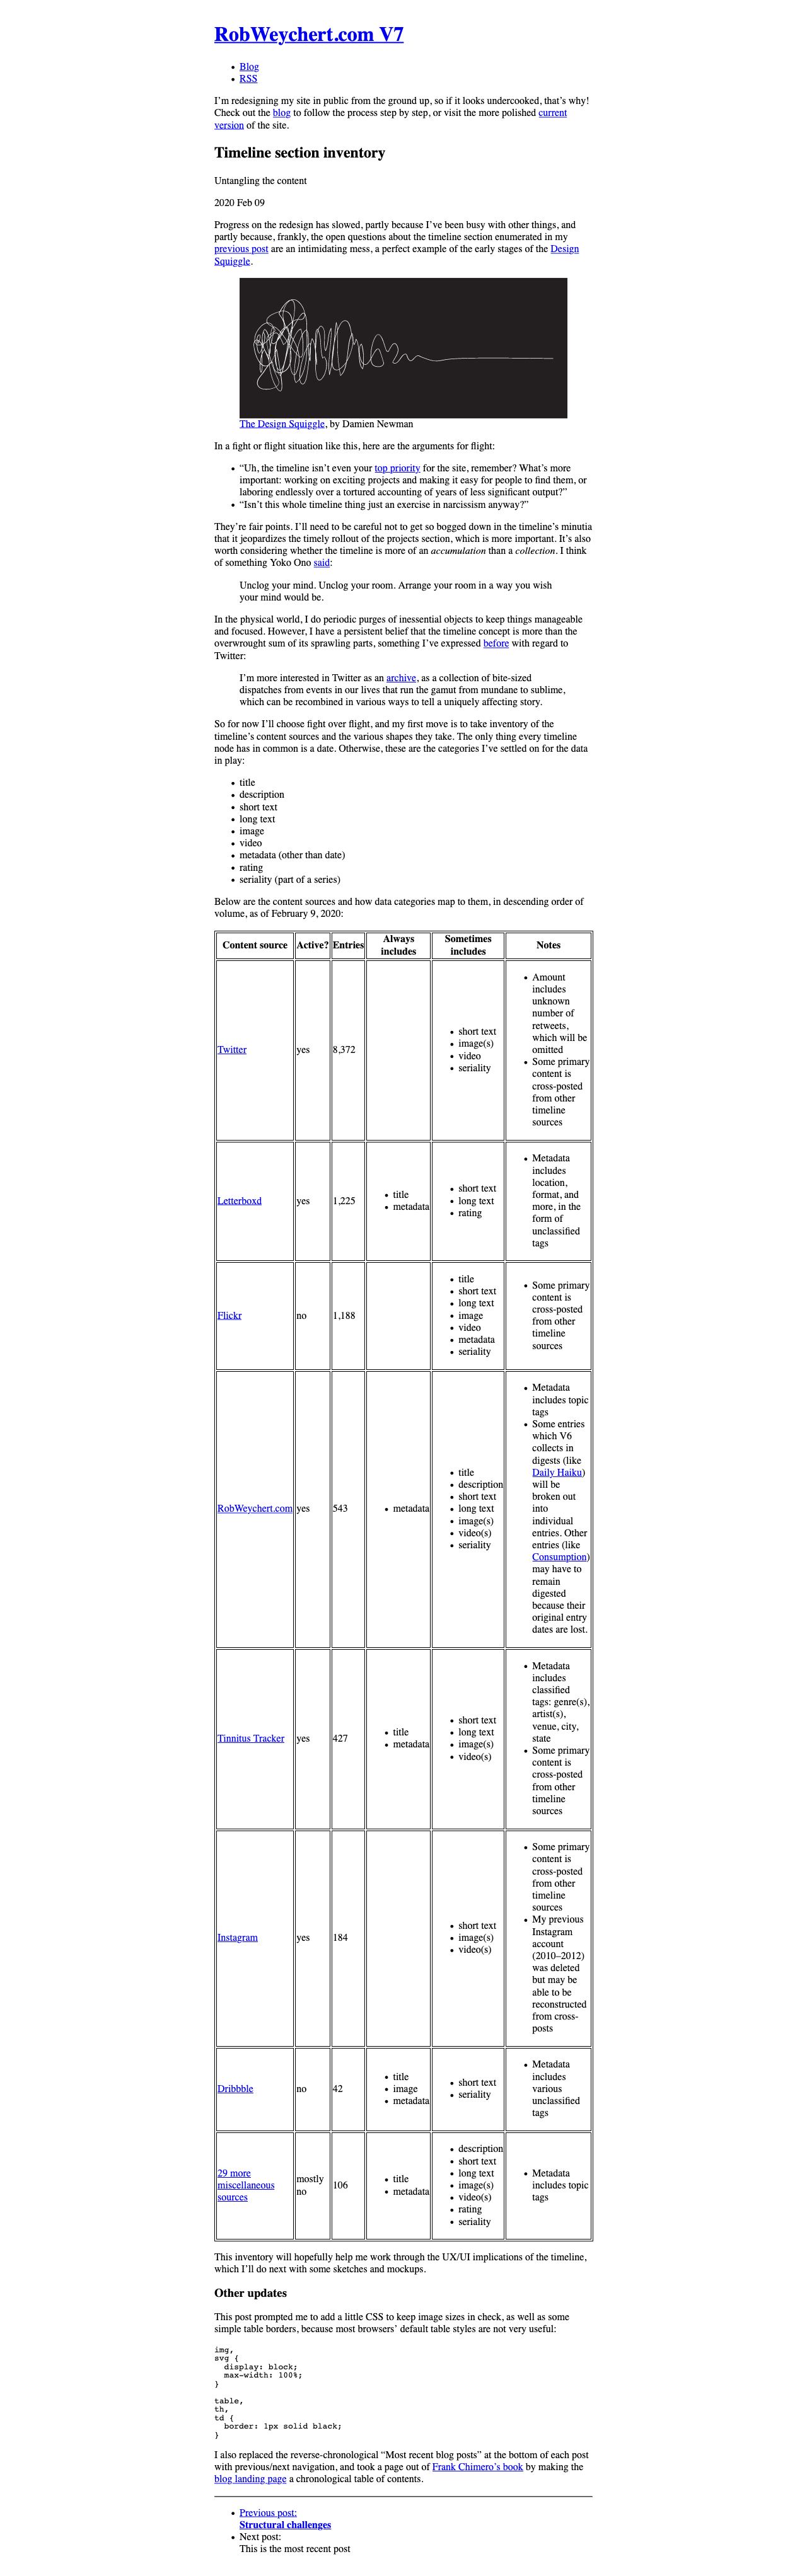 RobWeychert.com V7
• Blog
• RSS
I’m redesigning my site in public from the ground up, so if it looks undercooked, that’s why!
Check out the blog to follow the process step by step, or visit the more polished current
version of the site.
Timeline section inventory
Untangling the content
2020 Feb 09
Progress on the redesign has slowed, partly because I’ve been busy with other things, and
partly because, frankly, the open questions about the timeline section enumerated in my
previous post are an intimidating mess, a perfect example of the early stages of the Design
Squiggle.
The Design Squiggle, by Damien Newman
In a fight or flight situation like this, here are the arguments for flight:
• “Uh, the timeline isn’t even your top priority for the site, remember? What’s more
important: working on exciting projects and making it easy for people to find them, or
laboring endlessly over a tortured accounting of years of less significant output?”
• “Isn’t this whole timeline thing just an exercise in narcissism anyway?”
They’re fair points. I’ll need to be careful not to get so bogged down in the timeline’s minutia
that it jeopardizes the timely rollout of the projects section, which is more important. It’s also
worth considering whether the timeline is more of an accumulation than a collection. I think
of something Yoko Ono said:
Unclog your mind. Unclog your room. Arrange your room in a way you wish
your mind would be.
In the physical world, I do periodic purges of inessential objects to keep things manageable
and focused. However, I have a persistent belief that the timeline concept is more than the
overwrought sum of its sprawling parts, something I’ve expressed before with regard to
Twitter:
I’m more interested in Twitter as an archive, as a collection of bite-sized
dispatches from events in our lives that run the gamut from mundane to sublime,
which can be recombined in various ways to tell a uniquely affecting story.
So for now I’ll choose fight over flight, and my first move is to take inventory of the
timeline’s content sources and the various shapes they take. The only thing every timeline
node has in common is a date. Otherwise, these are the categories I’ve settled on for the data
in play:
• title
• description
• short text
• long text
• image
• video
• metadata (other than date)
• rating
• seriality (part of a series)
Below are the content sources and how data categories map to them, in descending order of
volume, as of February 9, 2020:
Content source Active? Entries Always includes Sometimes includes Notes
Twitter
yes
8,372
• short text
• image(s)
• video
• seriality
• Amount
includes
unknown
number of
retweets,
which will be
omitted
• Some primary
content is
cross-posted
from other
timeline
sources
Letterboxd
yes
1,225
• title
• metadata
• short text
• long text
• rating
• Metadata
includes
location,
format, and
more, in the
form of
unclassified
tags
Flickr
no
1,188
• title
• short text
• long text
• image
• video
• metadata
• seriality
• Some primary
content is
cross-posted
from other
timeline
sources
RobWeychert.com
yes
543
• metadata
• title
• description
• short text
• long text
• image(s)
• video(s)
• seriality
• Metadata
includes topic
tags
• Some entries
which V6
collects in
digests (like
Daily Haiku)
will be
broken out
into
individual
entries. Other
entries (like
Consumption)
may have to
remain
digested
because their
original entry
dates are lost.
Tinnitus Tracker
yes
427
• title
• metadata
• short text
• long text
• image(s)
• video(s)
• Metadata
includes
classified
tags: genre(s),
artist(s),
venue, city,
state
• Some primary
content is
cross-posted
from other
timeline
sources
Instagram
yes
184
• short text
• image(s)
• video(s)
• Some primary
content is
cross-posted
from other
timeline
sources
• My previous
Instagram
account
(2010–2012)
was deleted
but may be
able to be
reconstructed
from cross-
posts
Dribbble
no
42
• title
• image
• metadata
• short text
• seriality
• Metadata
includes
various
unclassified
tags
29 more
miscellaneous
sources
mostly
no
106
• title
• metadata
• description
• short text
• long text
• image(s)
• video(s)
• rating
• seriality
• Metadata
includes topic
tags
This inventory will hopefully help me work through the UX/UI implications of the timeline,
which I’ll do next with some sketches and mockups.
Other updates
This post prompted me to add a little CSS to keep image sizes in check, as well as some
simple table borders, because most browsers’ default table styles are not very useful:
img,
svg {
  display: block;
  max-width: 100%;
}
table,
th,
td {
  border: 1px solid black;
}
I also replaced the reverse-chronological “Most recent blog posts” at the bottom of each post
with previous/next navigation, and took a page out of Frank Chimero’s book by making the
blog landing page a chronological table of contents.
• Previous post:
Structural challenges
• Next post:
This is the most recent post